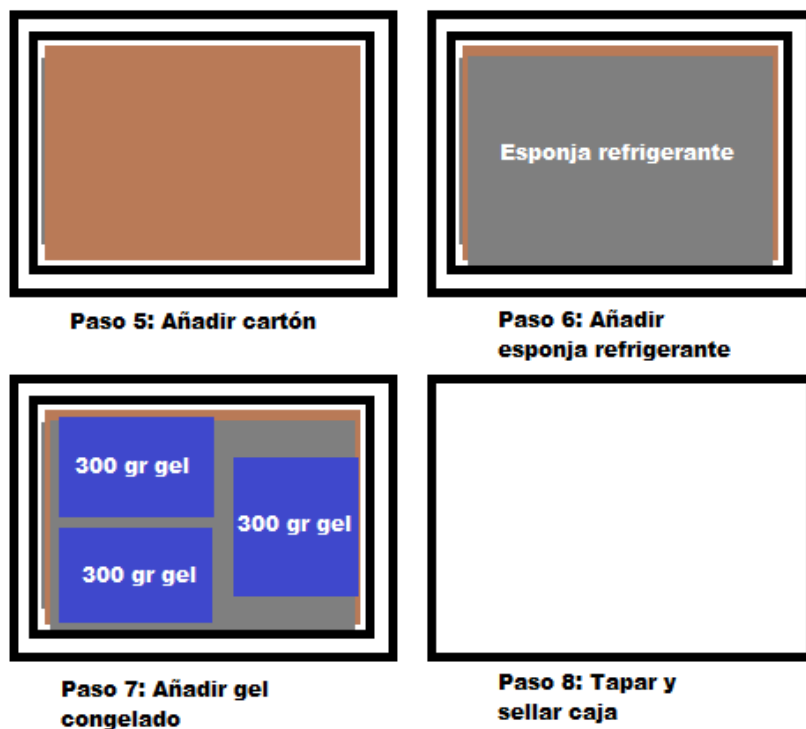 Paso 5: Añadir cartón
Esponja refrigerante
Paso 6: Añadir
esponja refrigerante
300 gr gel
300 gr gel
300 gr gel
Paso 7: Añadir gel
congelado
Paso 8: Tapar y
sellar caja